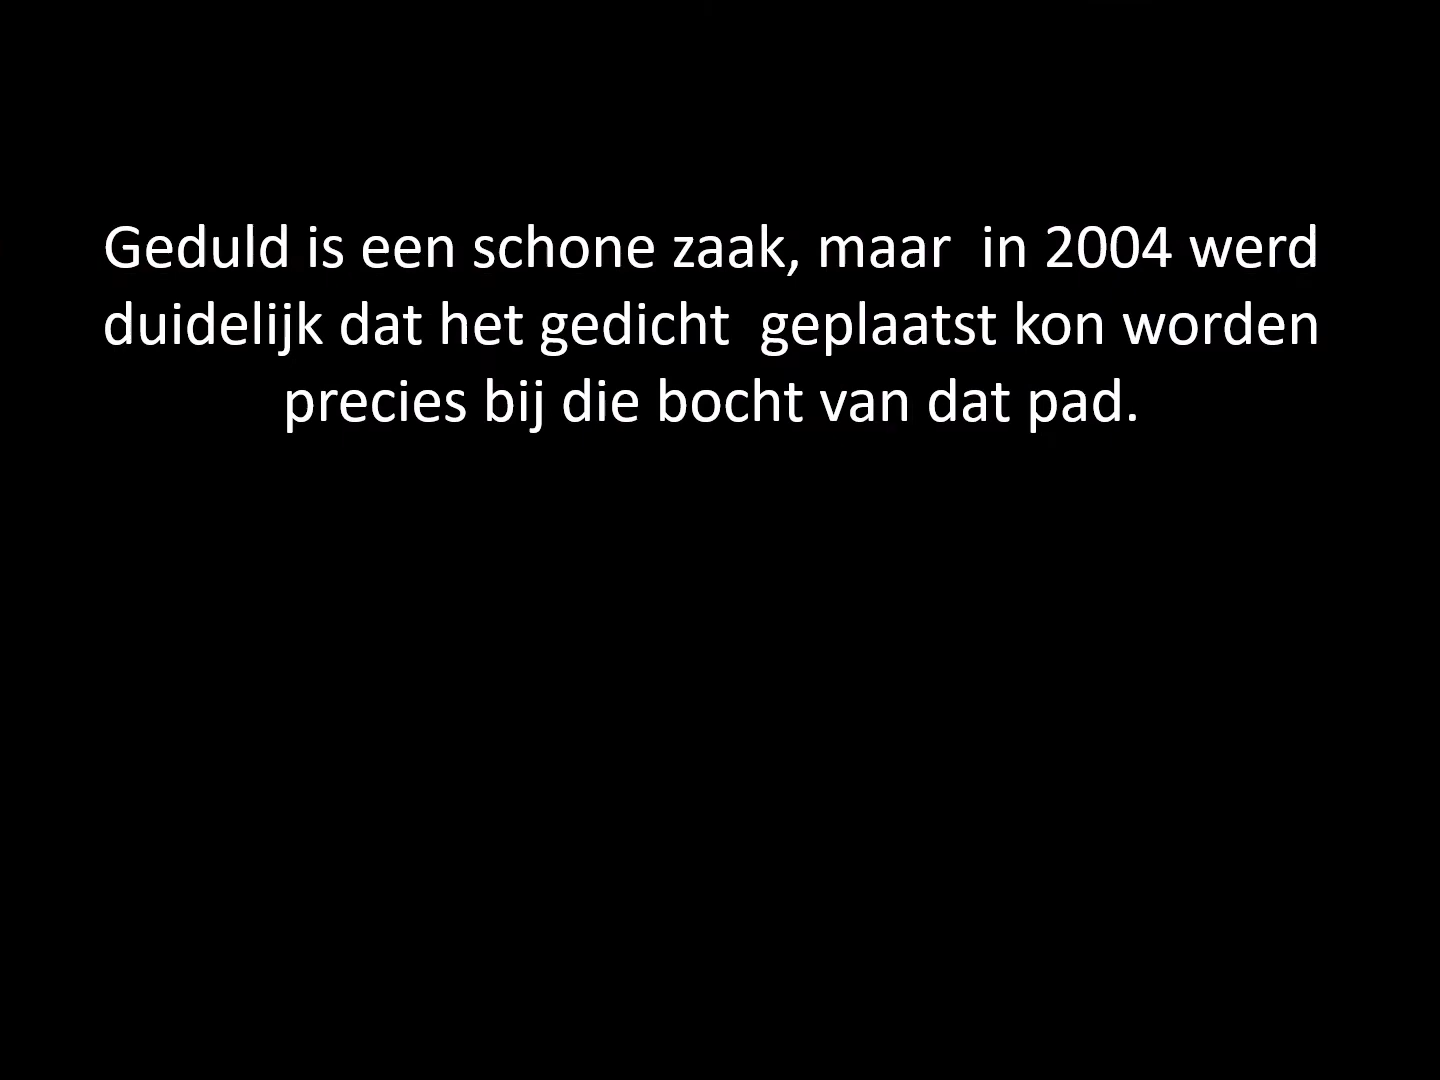 Geduld is een schone zaak, maar  in 2004 werd
duidelijk dat het gedicht  geplaatst kon worden
precies bij die bocht van dat pad.